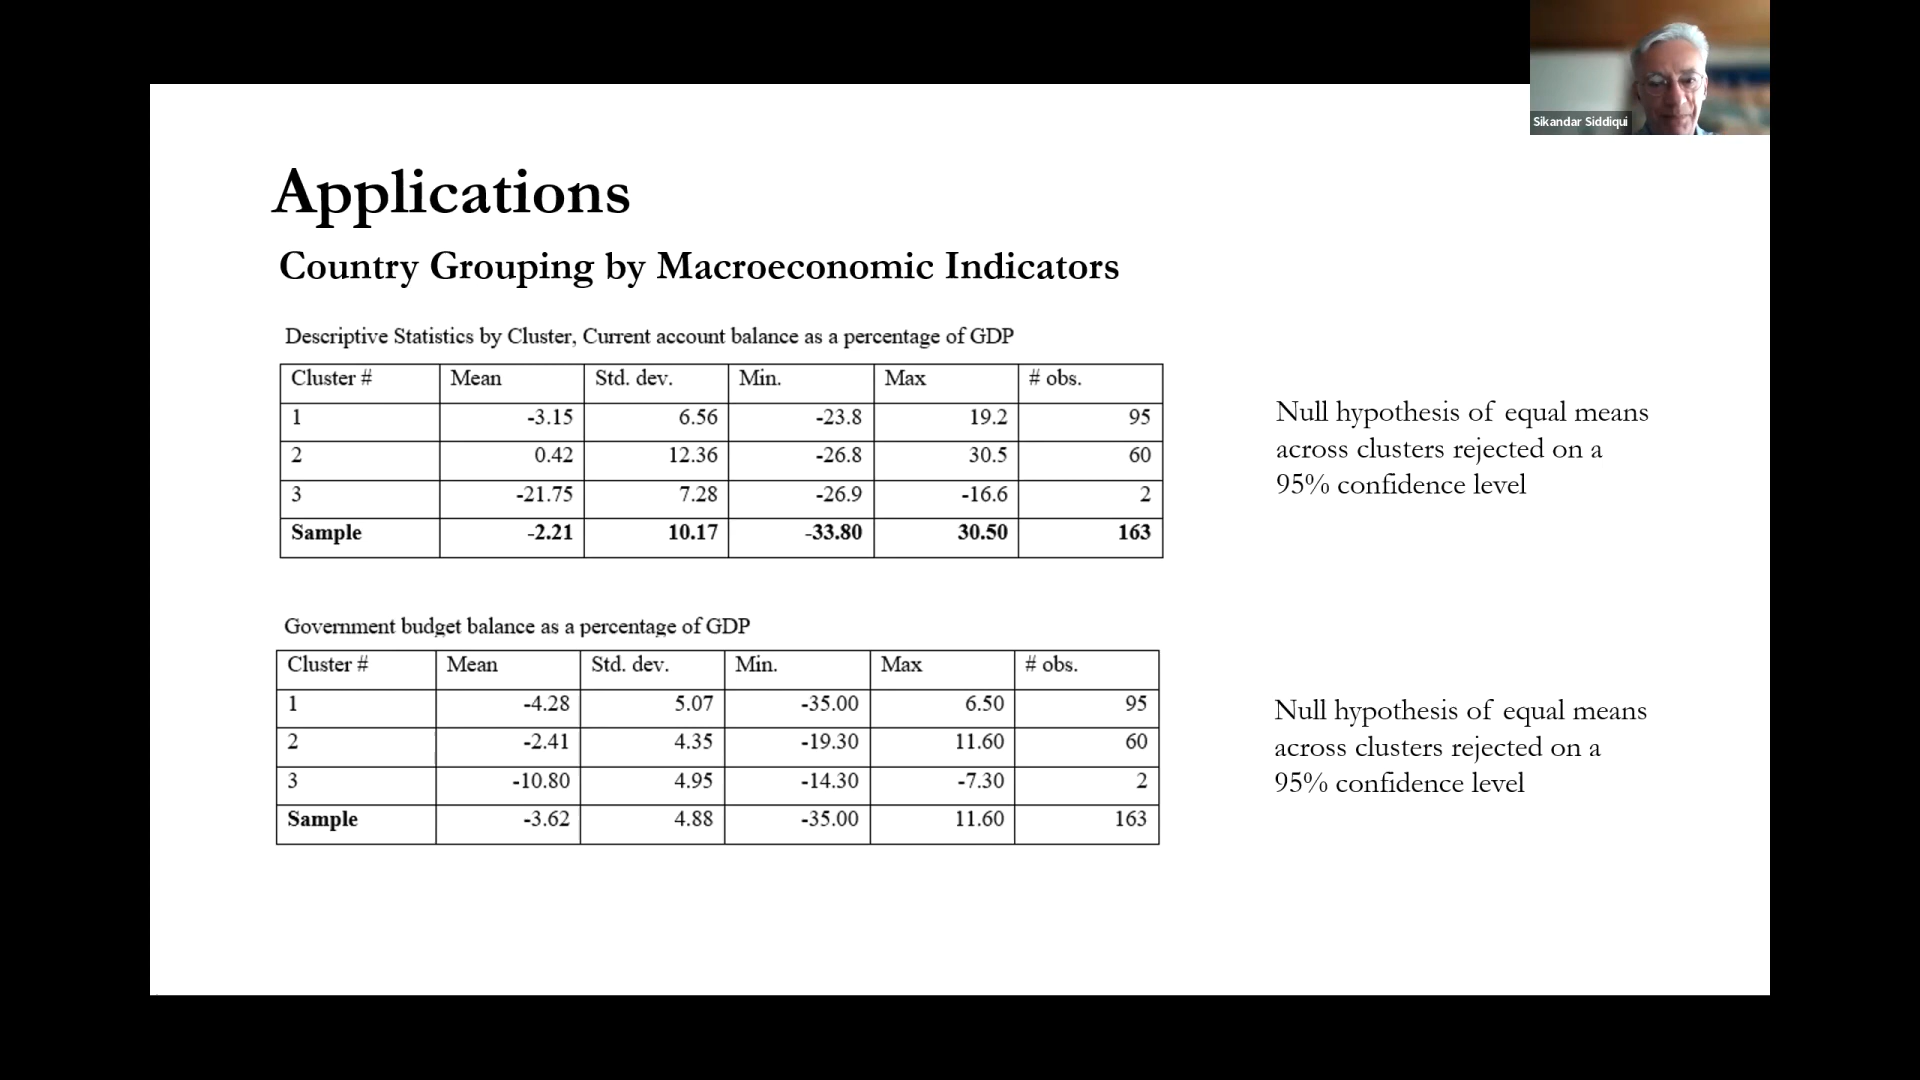 Sikandar Siddiqui
Applications
Country Grouping by Macroeconomic Indicators
Descriptive Statistics by Cluster, Current account balance as a percentage of GDP
Cluster # Mean Std. dev. Min. Max # obs.
1 -3.15 6.56 -23.8 19.2 95
2 0.42 12.36 -26.8 30.5 60
3 -21.75 7.28 -26.9 -16.6 2
Sample -2.21 10.17 -33.80 30.50 163
Null hypothesis of equal means
across clusters rejected on a
95% confidence level
Government budget balance as a percentage of GDP
Cluster # Mean Std. dev. Min. Max # obs.
1 -4.28 5.07 -35.00 6.50 95
2 -2.41 4.35 -19.30 11.60 60
3 -10.80 4.95 -14.30 -7.30 2
Sample -3.62 4.88 -35.00 11.60 163
Null hypothesis of equal means
across clusters rejected on a
95% confidence level